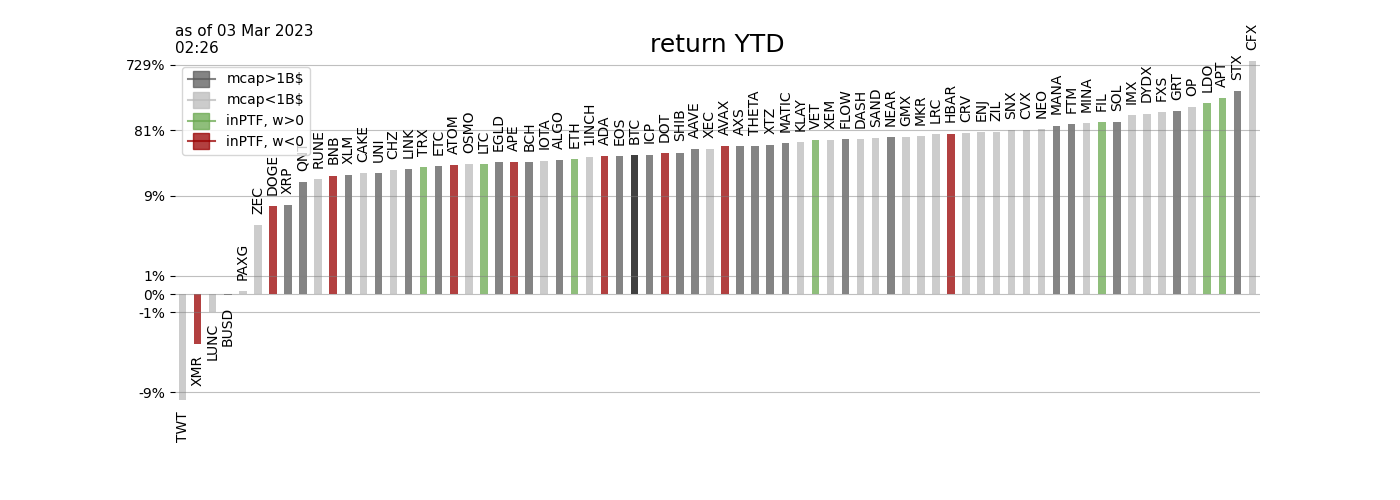 as of 03 Mar 2023
02:26
return YTD
729%
81%
9%
1%
0%
-1%
-9%
mcap>1B$
mcap<1B$
inPTF, w>0
inPTF, w<0
TWT
XMR
LUNC
BUSD
PAXG
ZEC
DOGE
XRP
QNT
RUNE
BNB
XLM
CAKE
UNI
CHZ
LINK
TRX
ETC
ATOM
OSMO
LTC
EGLD
APE
BCH
IOTA
ALGO
ETH
1INCH
ADA
EOS
BTC
ICP
DOT
SHIB
AAVE
XEC
AVAX
AXS
THETA
XTZ
MATIC
KLAY
VET
XEM
FLOW
DASH
SAND
NEAR
GMX
MKR
LRC
HBAR
CRV
ENJ
ZIL
SNX
CVX
NEO
MANA
FTM
MINA
FIL
SOL
IMX
DYDX
FXS
GRT
OP
LDO
APT
STX
CFX